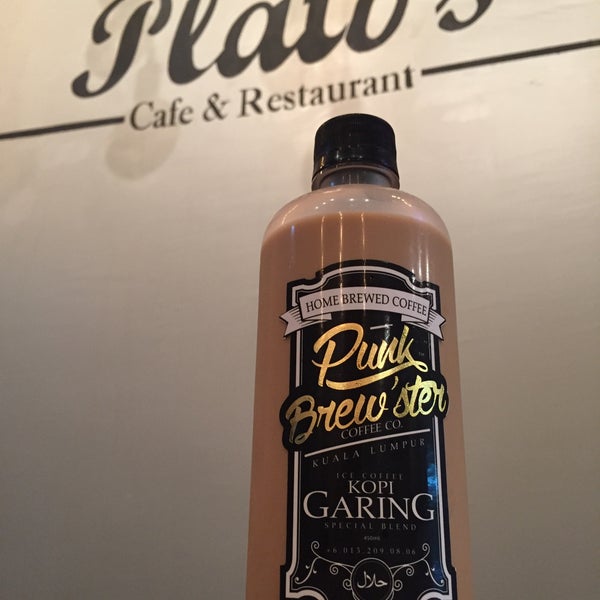 Plato's
Cafe & Restaurant
HOME BREWED COFFEE
Punk
Brew'ster
COFFEE CO.
KUALA LUMPUR
ICE COFFEE
KOPI
GARING
SPECIAL BLEND
450ml
+6.013.209.08.06
حلال